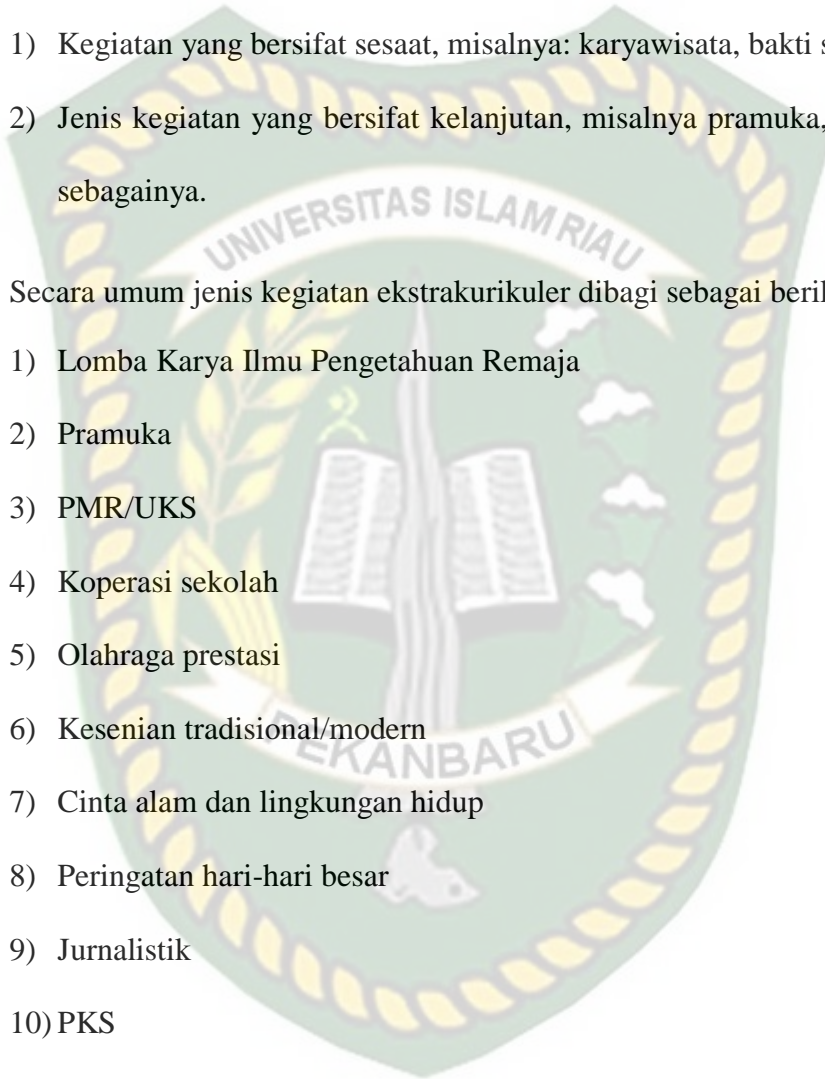 1) Kegiatan yang bersifat sesaat, misalnya: karyawisata, bakti
2) Jenis kegiatan yang bersifat kelanjutan, misalnya pramuka,
sebagainya.
UNIVERSITAS ISLAM RIAU
Secara umum jenis kegiatan ekstrakurikuler dibagi sebagai
1) Lomba Karya Ilmu Pengetahuan Remaja
2) Pramuka
3) PMR/UKS
4) Koperasi sekolah
5) Olahraga prestasi
6) Kesenian tradisional/modern
PEKANBARU
7) Cinta alam dan lingkungan hidup
8) Peringatan hari-hari besar
9) Jurnalistik
10) PKS